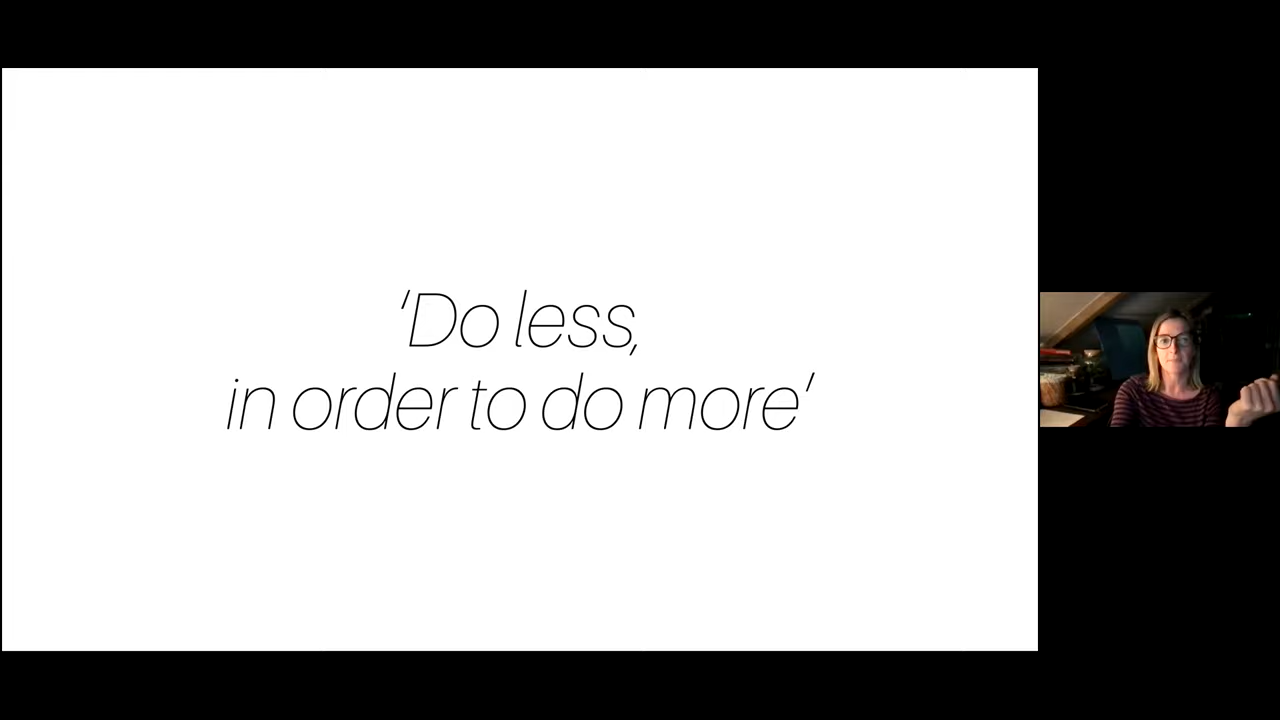 ‘Do less,
in order to do more’